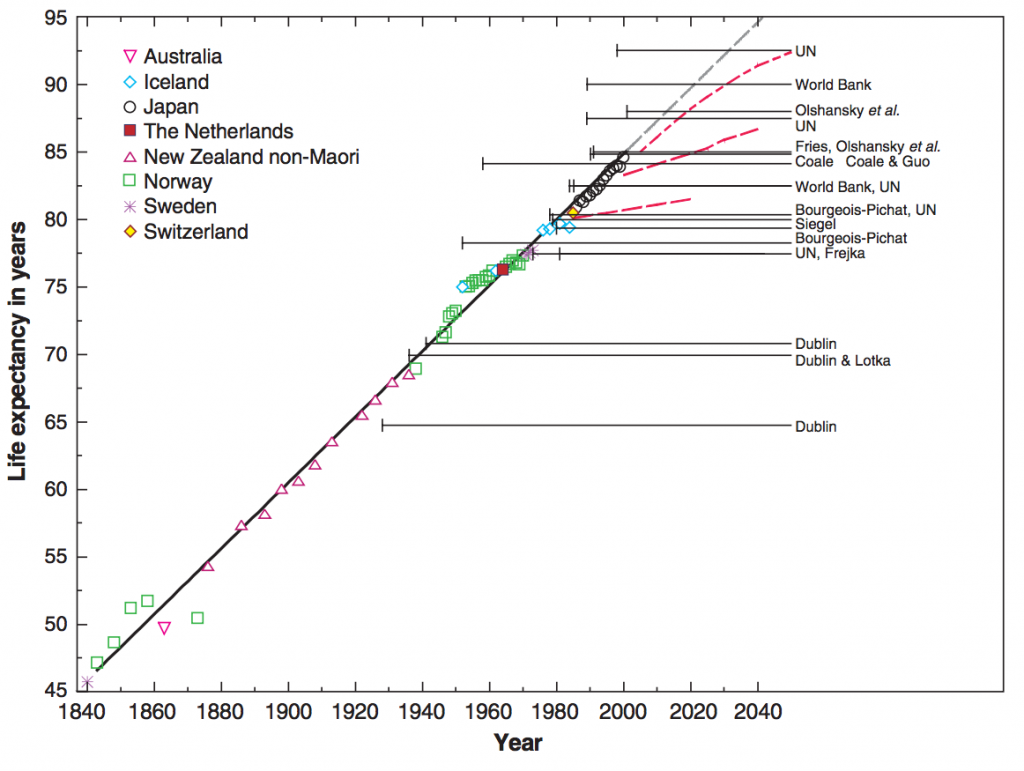 95
90
85
80
75
70
65
60
55
50
45
Life expectancy in years
Australia
Iceland
Japan
The Netherlands
New Zealand non-Maori
Norway
Sweden
Switzerland
UN
World Bank
Olshansky et al.
UN
Fries, Olshansky et al.
Coale Coale & Guo
World Bank, UN
Bourgeois-Pichat, UN
Siegel
Bourgeois-Pichat
UN, Frejka
Dublin
Dublin & Lotka
Dublin
1840 1860 1880 1900 1920 1940 1960 1980 2000 2020 2040
Year